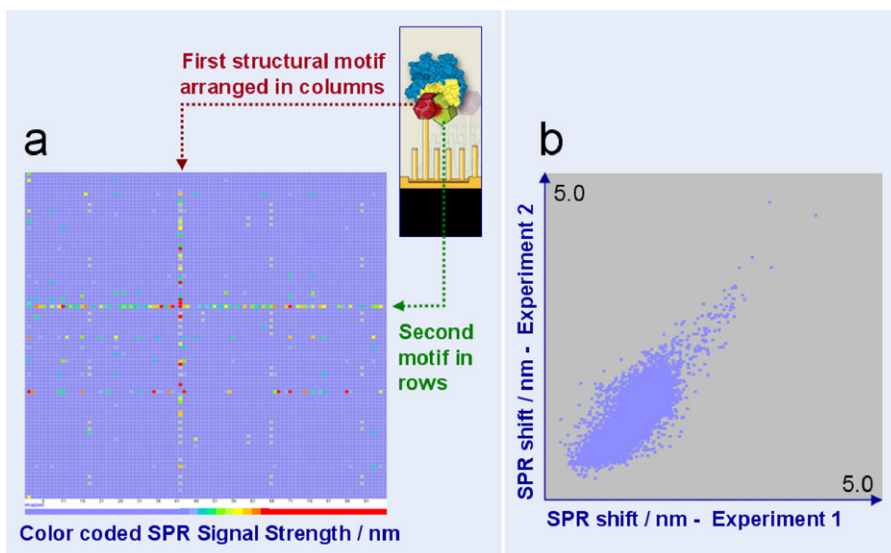 First structural motif
arranged in columns
a
b
5.0
Second
motif in
rows
SPR shift / nm - Experiment 2
5.0
Color coded SPR Signal Strength / nm
SPR shift / nm - Experiment 1